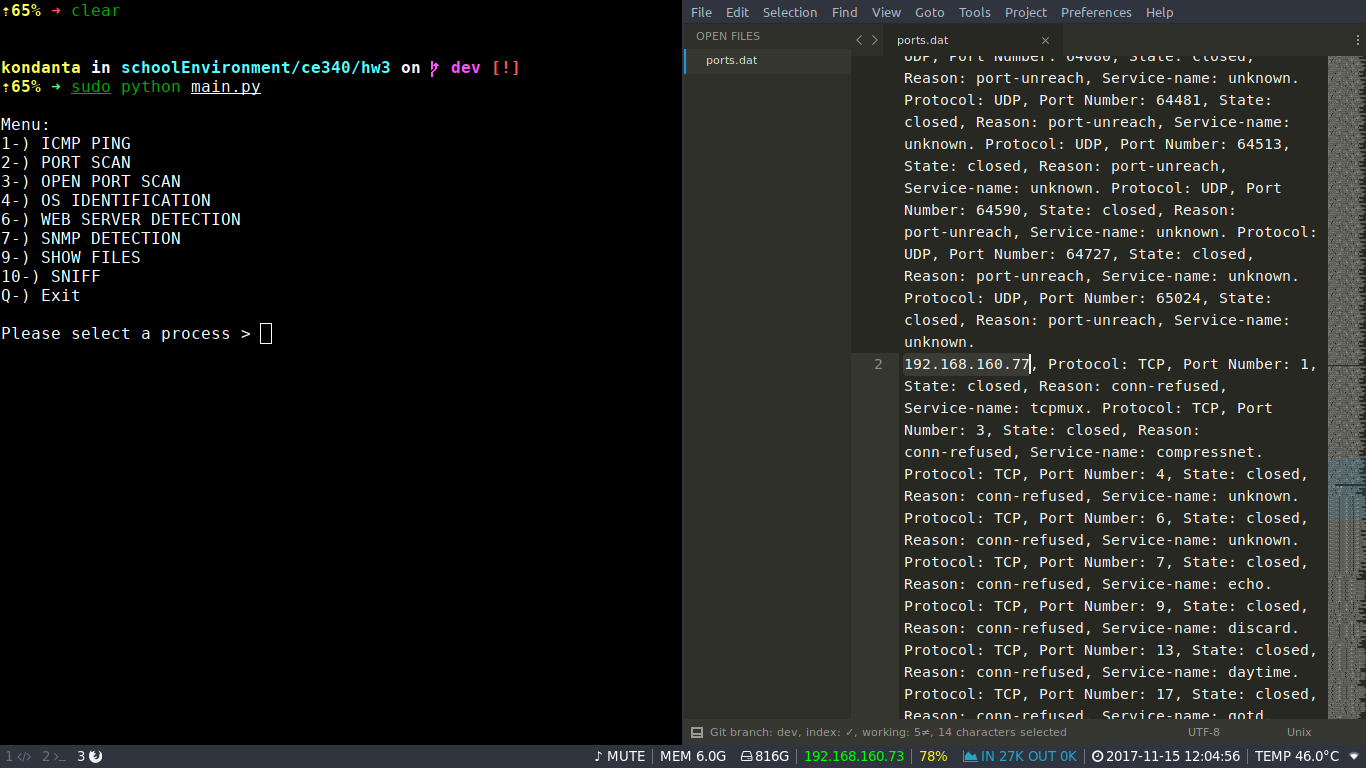 ↑65% → clear
kondanta in schoolEnvironment/ce340/hw3 on dev [!]
↑65% → sudo python main.py
Menu:
1-) ICMP PING
2-) PORT SCAN
3-) OPEN PORT SCAN
4-) OS IDENTIFICATION
6-) WEB SERVER DETECTION
7-) SNMP DETECTION
9-) SHOW FILES
10-) SNIFF
Q-) Exit
Please select a process >
File Edit Selection Find View Goto Tools Project Preferences Help
OPEN FILES
ports.dat
ports.dat ×
UDP, Port Number: 64080, State: closed,
Reason: port-unreach, Service-name: unknown.
Protocol: UDP, Port Number: 64481, State:
closed, Reason: port-unreach, Service-name:
unknown. Protocol: UDP, Port Number: 64513,
State: closed, Reason: port-unreach,
Service-name: unknown. Protocol: UDP, Port
Number: 64590, State: closed, Reason:
port-unreach, Service-name: unknown. Protocol:
UDP, Port Number: 64727, State: closed,
Reason: port-unreach, Service-name: unknown.
Protocol: UDP, Port Number: 65024, State:
closed, Reason: port-unreach, Service-name:
unknown.
2 192.168.160.77, Protocol: TCP, Port Number: 1,
State: closed, Reason: conn-refused,
Service-name: tcpmux. Protocol: TCP, Port
Number: 3, State: closed, Reason:
conn-refused, Service-name: compressnet.
Protocol: TCP, Port Number: 4, State: closed,
Reason: conn-refused, Service-name: unknown.
Protocol: TCP, Port Number: 6, State: closed,
Reason: conn-refused, Service-name: unknown.
Protocol: TCP, Port Number: 7, State: closed,
Reason: conn-refused, Service-name: echo.
Protocol: TCP, Port Number: 9, State: closed,
Reason: conn-refused, Service-name: discard.
Protocol: TCP, Port Number: 13, State: closed,
Reason: conn-refused, Service-name: daytime.
Protocol: TCP, Port Number: 17, State: closed,
Reason: conn-refused, Service-name: qotd.
Git branch: dev, index: ✓, working: 5≠, 14 characters selected UTF-8 Unix
1 </> 2 >_ 3 ♪ MUTE | MEM 6.0G | 816G | 192.168.160.73 | 78% | IN 27K OUT 0K | 2017-11-15 12:04:56 | TEMP 46.0°C